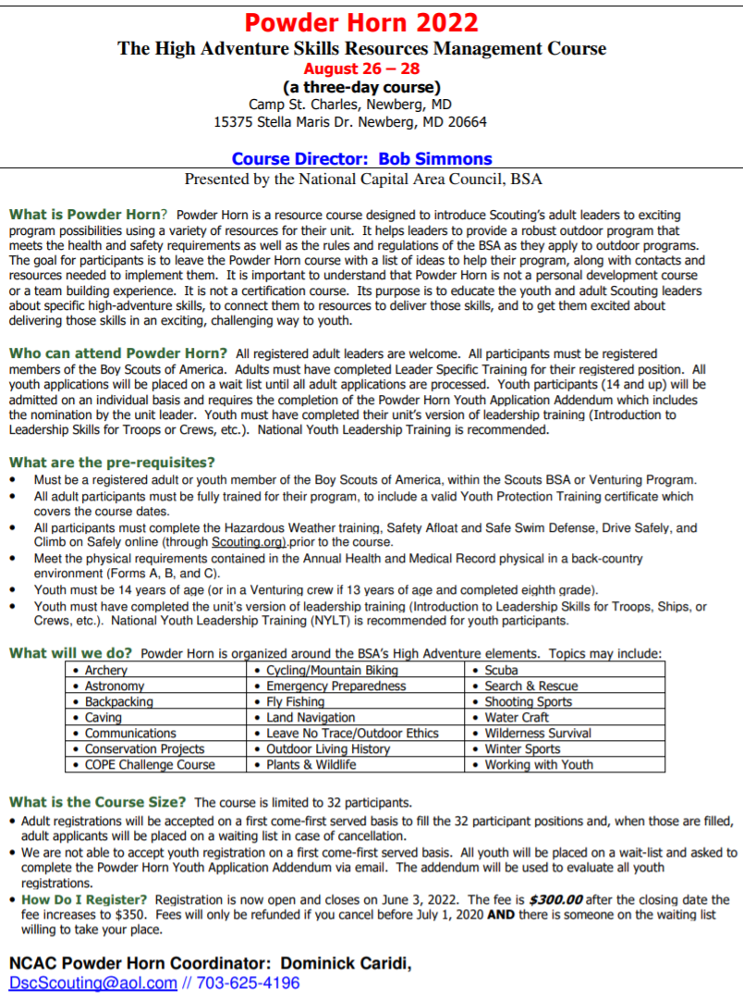 Powder Horn 2022
The High Adventure Skills Resources Management Course
August 26 – 28
(a three-day course)
Camp St. Charles, Newberg, MD
15375 Stella Maris Dr. Newberg, MD 20664
Course Director:  Bob Simmons
Presented by the National Capital Area Council, BSA
What is Powder Horn?  Powder Horn is a resource course designed to introduce Scouting's adult leaders to exciting
program possibilities using a variety of resources for their unit.  It helps leaders to provide a robust outdoor program that
meets the health and safety requirements as well as the rules and regulations of the BSA as they apply to outdoor programs.
The goal for participants is to leave the Powder Horn course with a list of ideas to help their program, along with contacts and
resources needed to implement them.  It is important to understand that Powder Horn is not a personal development course
or a team building experience.  It is not a certification course.  Its purpose is to educate the youth and adult Scouting leaders
about specific high-adventure skills, to connect them to resources to deliver those skills, and to get them excited about
delivering those skills in an exciting, challenging way to youth.
Who can attend Powder Horn?  All registered adult leaders are welcome.  All participants must be registered
members of the Boy Scouts of America.  Adults must have completed Leader Specific Training for their registered position.  All
youth applications will be placed on a wait list until all adult applications are processed.  Youth participants (14 and up) will be
admitted on an individual basis and requires the completion of the Powder Horn Youth Application Addendum which includes
the nomination by the unit leader.  Youth must have completed their unit's version of leadership training (Introduction to
Leadership Skills for Troops or Crews, etc.).  National Youth Leadership Training is recommended.
What are the pre-requisites?
• Must be a registered adult or youth member of the Boy Scouts of America, within the Scouts BSA or Venturing Program.
• All adult participants must be fully trained for their program, to include a valid Youth Protection Training certificate which
covers the course dates.
• All participants must complete the Hazardous Weather training, Safety Afloat and Safe Swim Defense, Drive Safely, and
Climb on Safely online (through Scouting.org).prior to the course.
• Meet the physical requirements contained in the Annual Health and Medical Record physical in a back-country
environment (Forms A, B, and C).
• Youth must be 14 years of age (or in a Venturing crew if 13 years of age and completed eighth grade).
• Youth must have completed the unit's version of leadership training (Introduction to Leadership Skills for Troops, Ships, or
Crews, etc.).  National Youth Leadership Training (NYLT) is recommended for youth participants.
What will we do?  Powder Horn is organized around the BSA's High Adventure elements.  Topics may include:
• Archery • Cycling/Mountain Biking • Scuba
• Astronomy • Emergency Preparedness • Search & Rescue
• Backpacking • Fly Fishing • Shooting Sports
• Caving • Land Navigation • Water Craft
• Communications • Leave No Trace/Outdoor Ethics • Wilderness Survival
• Conservation Projects • Outdoor Living History • Winter Sports
• COPE Challenge Course • Plants & Wildlife • Working with Youth
What is the Course Size?  The course is limited to 32 participants.
• Adult registrations will be accepted on a first come-first served basis to fill the 32 participant positions and, when those are filled,
adult applicants will be placed on a waiting list in case of cancellation.
• We are not able to accept youth registration on a first come-first served basis.  All youth will be placed on a wait-list and asked to
complete the Powder Horn Youth Application Addendum via email.  The addendum will be used to evaluate all youth
registrations.
• How Do I Register?  Registration is now open and closes on June 3, 2022.  The fee is $300.00 after the closing date the
fee increases to $350.  Fees will only be refunded if you cancel before July 1, 2020 AND there is someone on the waiting list
willing to take your place.
NCAC Powder Horn Coordinator:  Dominick Caridi,
DscScouting@aol.com // 703-625-4196